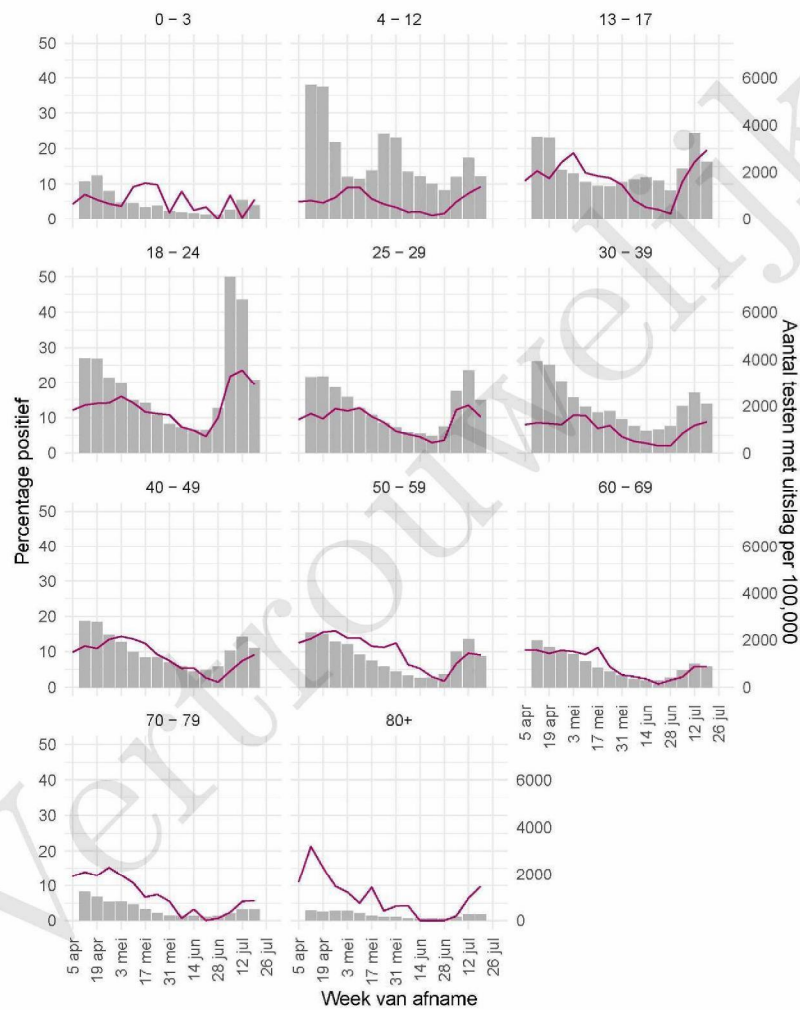 0 – 3
4 – 12
13 – 17
50
40
30
20
10
0
6000
4000
2000
0
18 – 24
25 – 29
30 – 39
50
40
30
20
10
0
6000
4000
2000
0
40 – 49
50 – 59
60 – 69
50
40
30
20
10
0
6000
4000
2000
0
5 apr
19 apr
3 mei
17 mei
31 mei
14 jun
28 jun
12 jul
26 jul
70 – 79
80+
50
40
30
20
10
0
6000
4000
2000
0
5 apr
19 apr
3 mei
17 mei
31 mei
14 jun
28 jun
12 jul
26 jul
5 apr
19 apr
3 mei
17 mei
31 mei
14 jun
28 jun
12 jul
26 jul
Percentage positief
Aantal testen met uitslag per 100,000
Week van afname
Vertrouwelijk